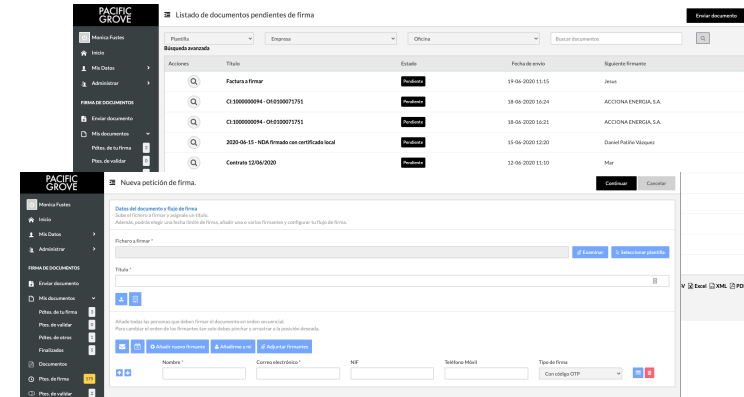 PACIFIC
GROVE
Listado de documentos pendientes de firma
Enviar documento
Monica Fustes
Plantilla
Empresa
Oficina
Buscar documentos
Búsqueda avanzada
Inicio
Acciones
Título
Estado
Fecha de envío
Siguiente firmante
Mis Datos
Factura a firmar
Pendiente
19-06-2020 11:15
Jesus
Administrar
CI:1000000094 - Of:0100071751
Pendiente
18-06-2020 16:24
ACCIONA ENERGIA, S.A.
FIRMA DE DOCUMENTOS
Enviar documento
CI:1000000094 - Of:0100071751
Pendiente
18-06-2020 16:21
ACCIONA ENERGIA, S.A.
Mis documentos
2020-06-15 - NDA firmado con certificado local
Pendiente
15-06-2020 12:20
Daniel Patiño Vázquez
Pdtes. de tu firma
Ptes. de validar
Contrato 12/06/2020
Pendiente
12-06-2020 11:10
Mar
PACIFIC
GROVE
Nueva petición de firma.
Continuar
Cancelar
Monica Fustes
Datos del documento y flujo de firma
Sube el fichero a firmar y asígnale un título.
Además, podrás elegir una fecha límite de firma, añadir uno o varios firmantes y configurar tu flujo de firma.
Inicio
Mis Datos
Administrar
Fichero a firmar *
Examinar
Seleccionar plantilla
FIRMA DE DOCUMENTOS
Título *
Enviar documento
V
Excel
XML
PDF
Mis documentos
Pdtes. de tu firma
Añade todas las personas que deben firmar el documento en orden secuencial.
Para cambiar el orden de los firmantes tan solo debes pinchar y arrastrar a la posición deseada.
Ptes. de validar
Pdtes. de otros
Añadir nuevo firmante
Añadirme a mí
Adjuntar firmantes
Finalizados
Documentos
Nombre *
Correo electrónico *
NIF
Teléfono Móvil
Tipo de firma
Con código OTP
Ptes. de firma
175
Ptes. de validar